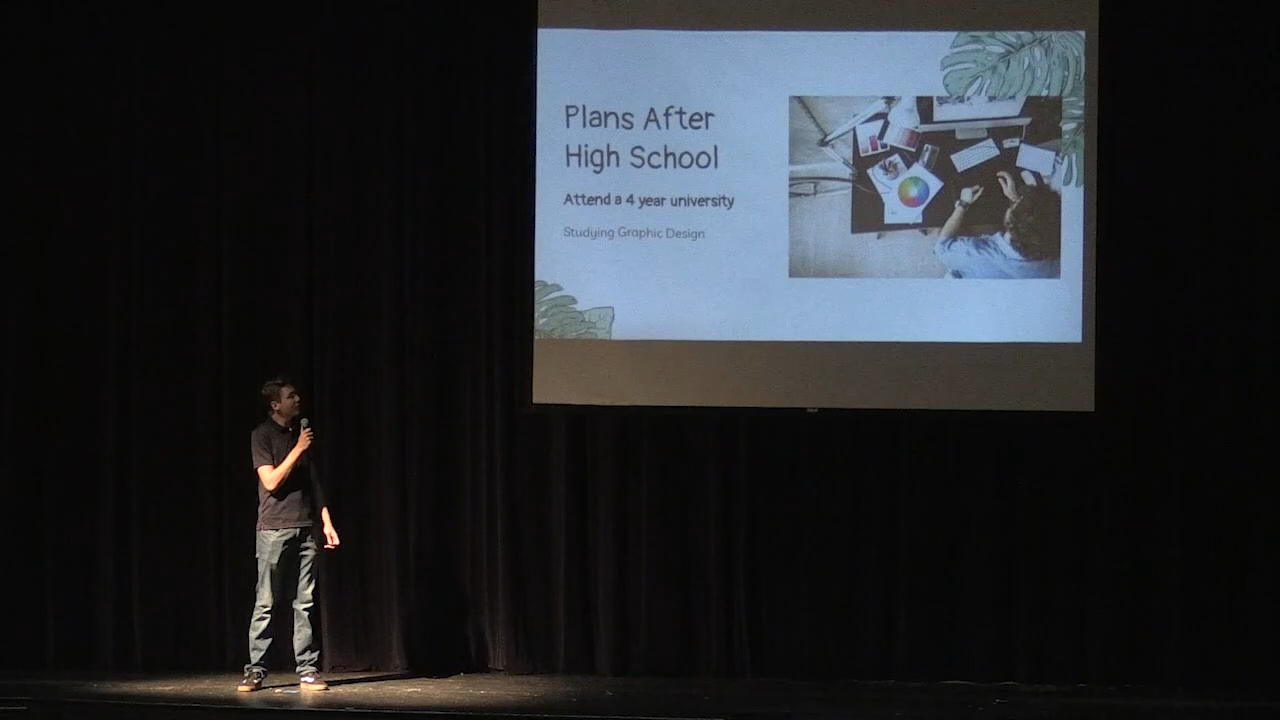 Plans After
High School
Attend a 4 year university
Studying Graphic Design